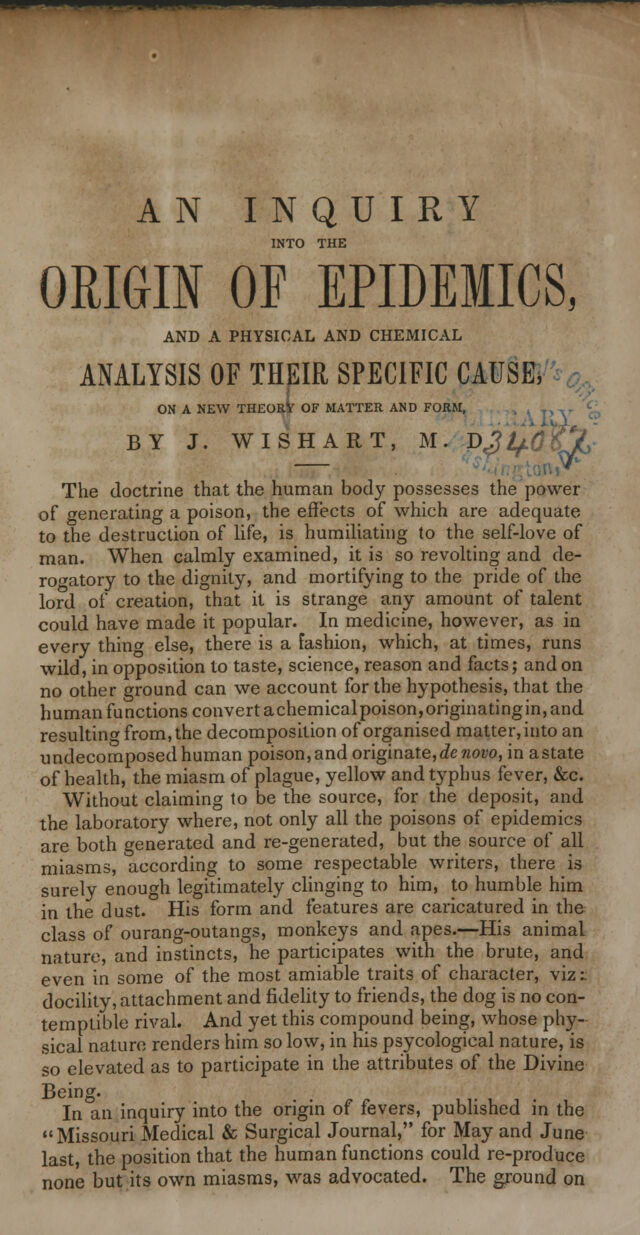 AN INQUIRY
INTO THE
ORIGIN OF EPIDEMICS,
AND A PHYSICAL AND CHEMICAL
ANALYSIS OF THEIR SPECIFIC CAUSE,
ON A NEW THEORY OF MATTER AND FORM,
LIBRARY
BY J. WISHART, M. D.
34087
The doctrine that the human body possesses the power
of generating a poison, the effects of which are adequate
to the destruction of life, is humiliating to the self-love of
man. When calmly examined, it is so revolting and de-
rogatory to the dignity, and mortifying to the pride of the
lord of creation, that it is strange any amount of talent
could have made it popular. In medicine, however, as in
every thing else, there is a fashion, which, at times, runs
wild, in opposition to taste, science, reason and facts; and on
no other ground can we account for the hypothesis, that the
human functions convert a chemical poison, originating in, and
resulting from, the decomposition of organised matter, into an
undecomposed human poison, and originate, de novo, in a state
of health, the miasm of plague, yellow and typhus fever, &c.
Without claiming to be the source, for the deposit, and
the laboratory where, not only all the poisons of epidemics
are both generated and re-generated, but the source of all
miasms, according to some respectable writers, there is
surely enough legitimately clinging to him, to humble him
in the dust. His form and features are caricatured in the
class of ourang-outangs, monkeys and apes.—His animal
nature, and instincts, he participates with the brute, and
even in some of the most amiable traits of character, viz:
docility, attachment and fidelity to friends, the dog is no con-
temptible rival. And yet this compound being, whose phy-
sical nature renders him so low, in his psycological nature, is
so elevated as to participate in the attributes of the Divine
Being.
In an inquiry into the origin of fevers, published in the
"Missouri Medical & Surgical Journal," for May and June
last, the position that the human functions could re-produce
none but its own miasms, was advocated. The ground on